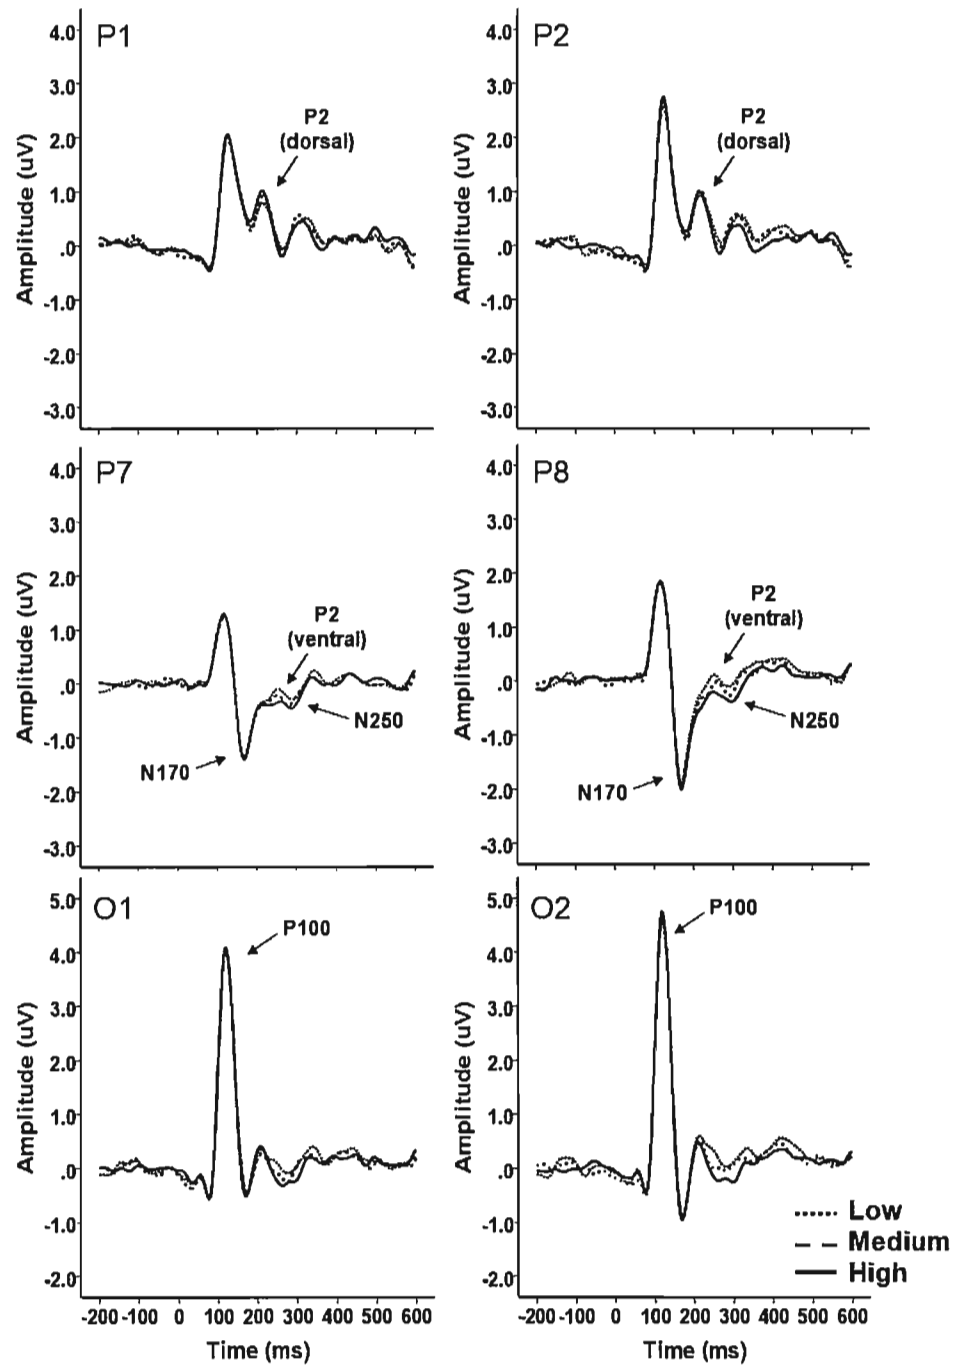 P1
4.0
3.0
2.0
1.0
.0
-1.0
-2.0
-3.0
Amplitude (uV)
P2
(dorsal)
P2
4.0
3.0
2.0
1.0
.0
-1.0
-2.0
-3.0
Amplitude (uV)
P2
(dorsal)
P7
4.0
3.0
2.0
1.0
.0
-1.0
-2.0
-3.0
Amplitude (uV)
P2
(ventral)
N250
N170
P8
4.0
3.0
2.0
1.0
.0
-1.0
-2.0
-3.0
Amplitude (uV)
P2
(ventral)
N250
N170
O1
5.0
4.0
3.0
2.0
1.0
.0
-1.0
-2.0
Amplitude (uV)
P100
-200 -100 0 100 200 300 400 500 600
Time (ms)
O2
5.0
4.0
3.0
2.0
1.0
.0
-1.0
-2.0
Amplitude (uV)
P100
Low
Medium
High
-200 -100 0 100 200 300 400 500 600
Time (ms)